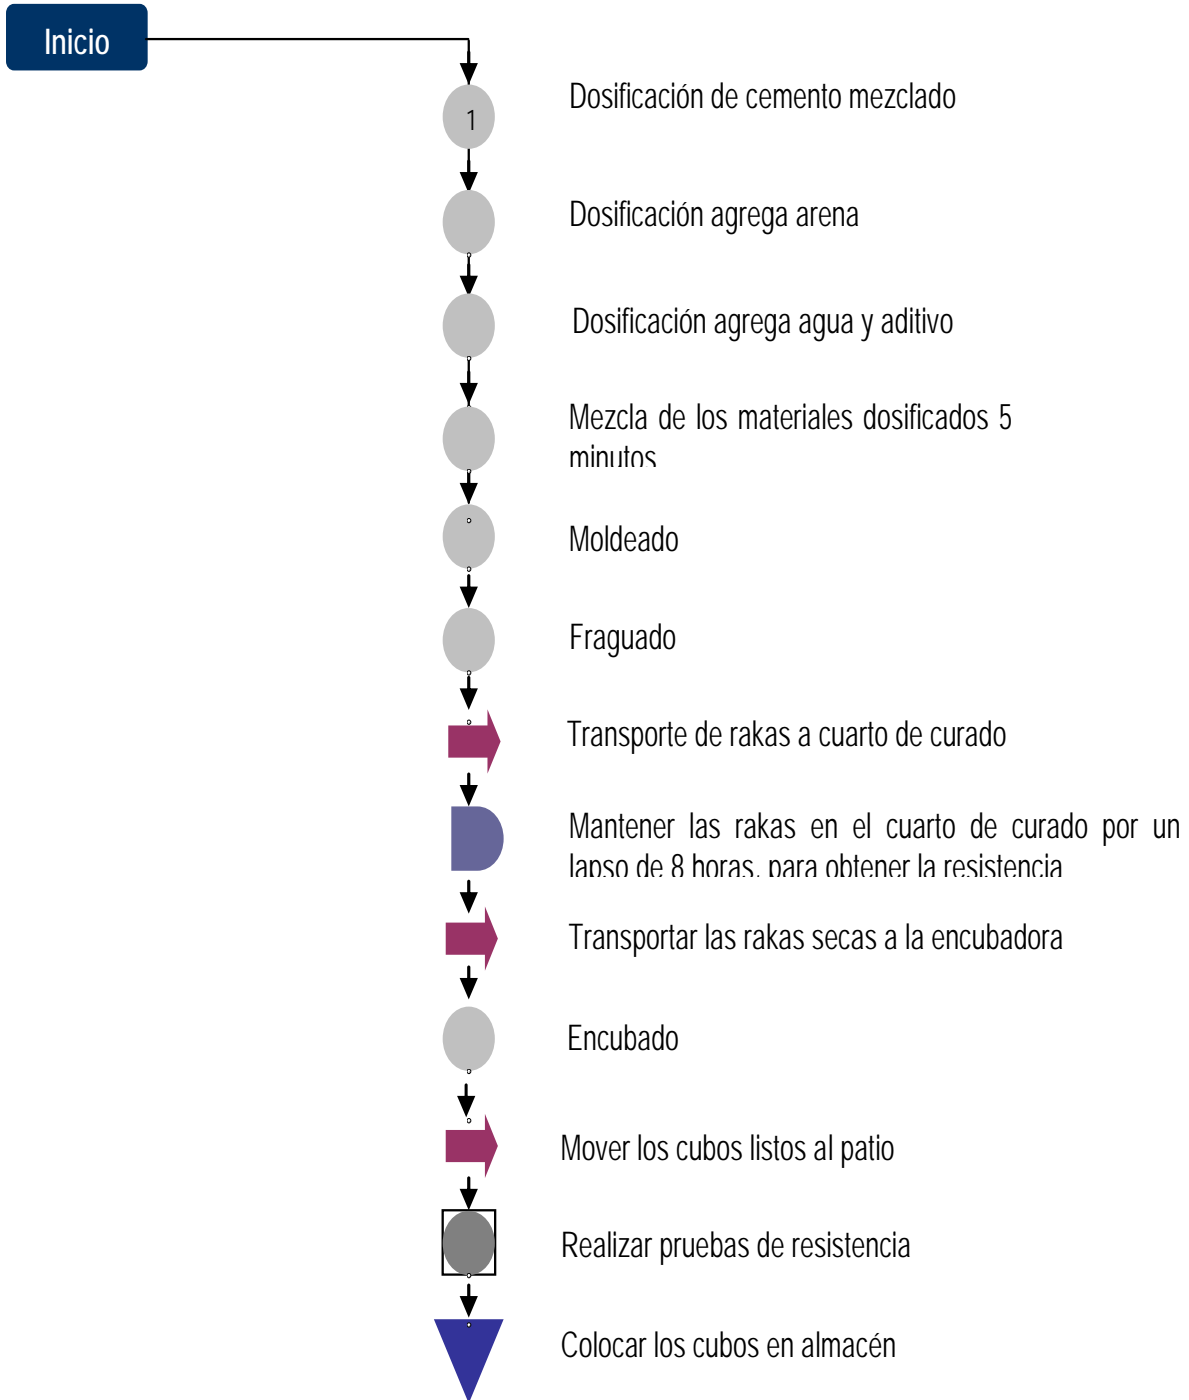 Inicio
1
Dosificación de cemento mezclado
Dosificación agrega arena
Dosificación agrega agua y aditivo
Mezcla de los materiales dosificados 5
minutos
Moldeado
Fraguado
Transporte de rakas a cuarto de curado
Mantener las rakas en el cuarto de curado por un
lapso de 8 horas, para obtener la resistencia
Transportar las rakas secas a la encubadora
Encubado
Mover los cubos listos al patio
Realizar pruebas de resistencia
Colocar los cubos en almacén